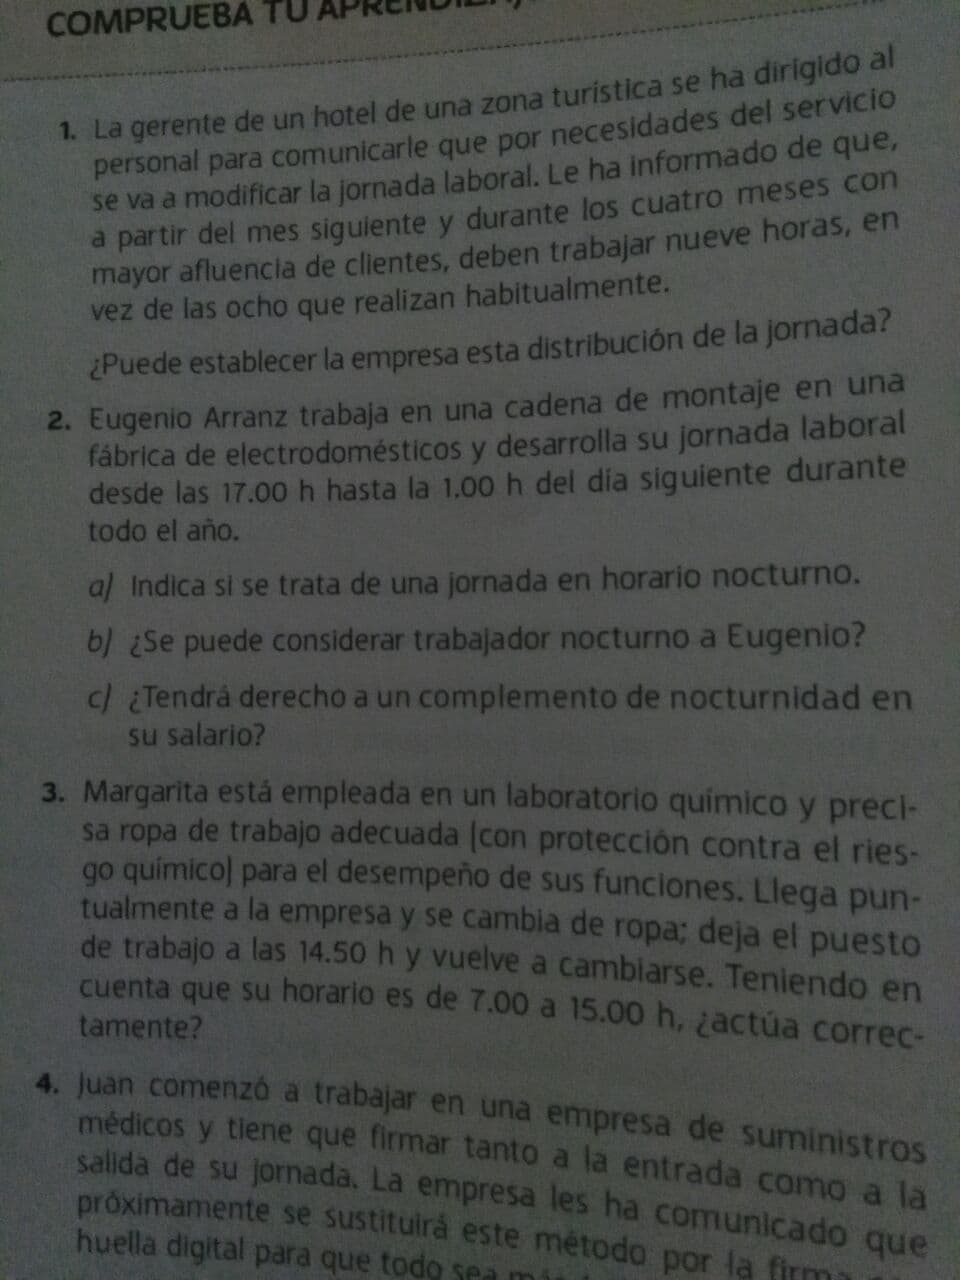 COMPRUEBA TU
1. La gerente de un hotel de una zona turística se ha dirigido al
personal para comunicarle que por necesidades del servicio
se va a modificar la jornada laboral. Le ha informado de que,
a partir del mes siguiente y durante los cuatro meses con
mayor afluencia de clientes, deben trabajar nueve horas, en
vez de las ocho que realizan habitualmente.
¿Puede establecer la empresa esta distribución de la jornada?
2. Eugenio Arranz trabaja en una cadena de montaje en una
fábrica de electrodomésticos y desarrolla su jornada laboral
desde las 17.00 h hasta la 1.00 h del día siguiente durante
todo el año.
a) Indica si se trata de una jornada en horario nocturno.
b) ¿Se puede considerar trabajador nocturno a Eugenio?
c) ¿Tendrá derecho a un complemento de nocturnidad en
su salario?
3. Margarita está empleada en un laboratorio químico y preci-
sa ropa de trabajo adecuada (con protección contra el ries-
go químico) para el desempeño de sus funciones. Llega pun-
tualmente a la empresa y se cambia de ropa; deja el puesto
de trabajo a las 14.50 h y vuelve a cambiarse. Teniendo en
cuenta que su horario es de 7.00 a 15.00 h, ¿actúa correc-
tamente?
4. Juan comenzó a trabajar en una empresa de suministros
médicos y tiene que firmar tanto a la entrada como a la
salida de su jornada. La empresa les ha comunicado que
próximamente se sustituirá este método por la
huella digital para que todo sea